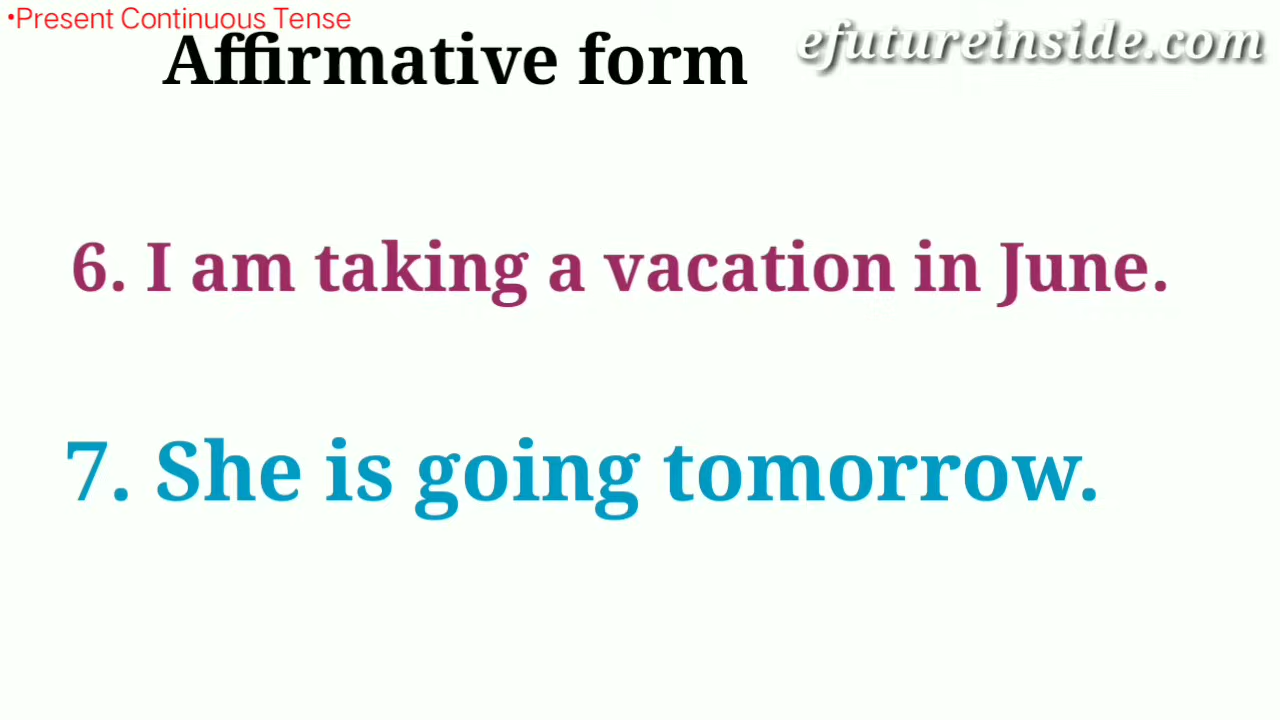 •Present Continuous Tense
Affirmative form
efutureinside.com
6. I am taking a vacation in June.
7. She is going tomorrow.